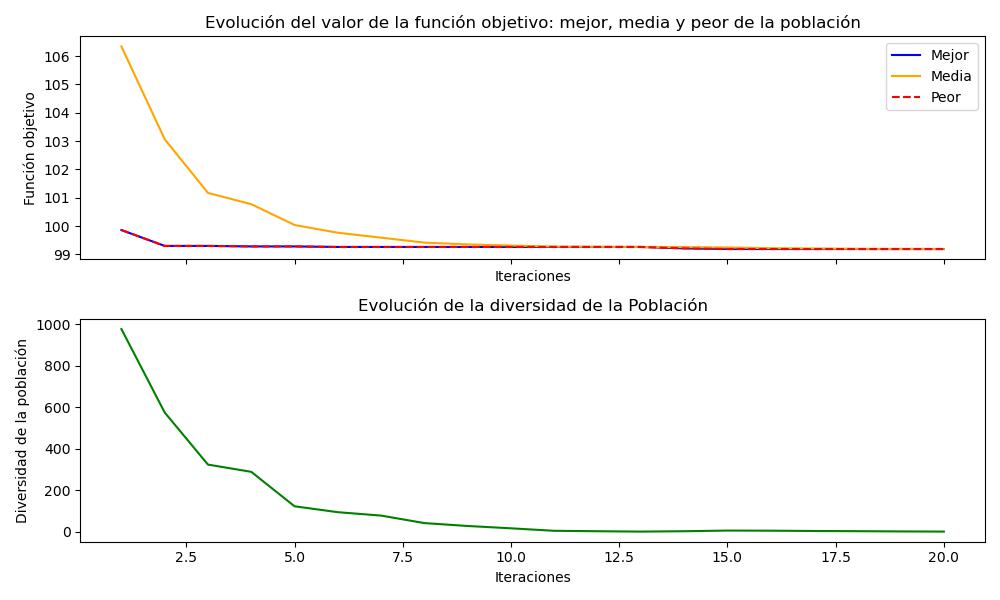 Evolución del valor de la función objetivo: mejor, media y peor de la población
Función objetivo
106
105
104
103
102
101
100
99
Mejor
Media
Peor
Iteraciones
Evolución de la diversidad de la Población
Diversidad de la población
1000
800
600
400
200
0
2.5
5.0
7.5
10.0
12.5
15.0
17.5
20.0
Iteraciones